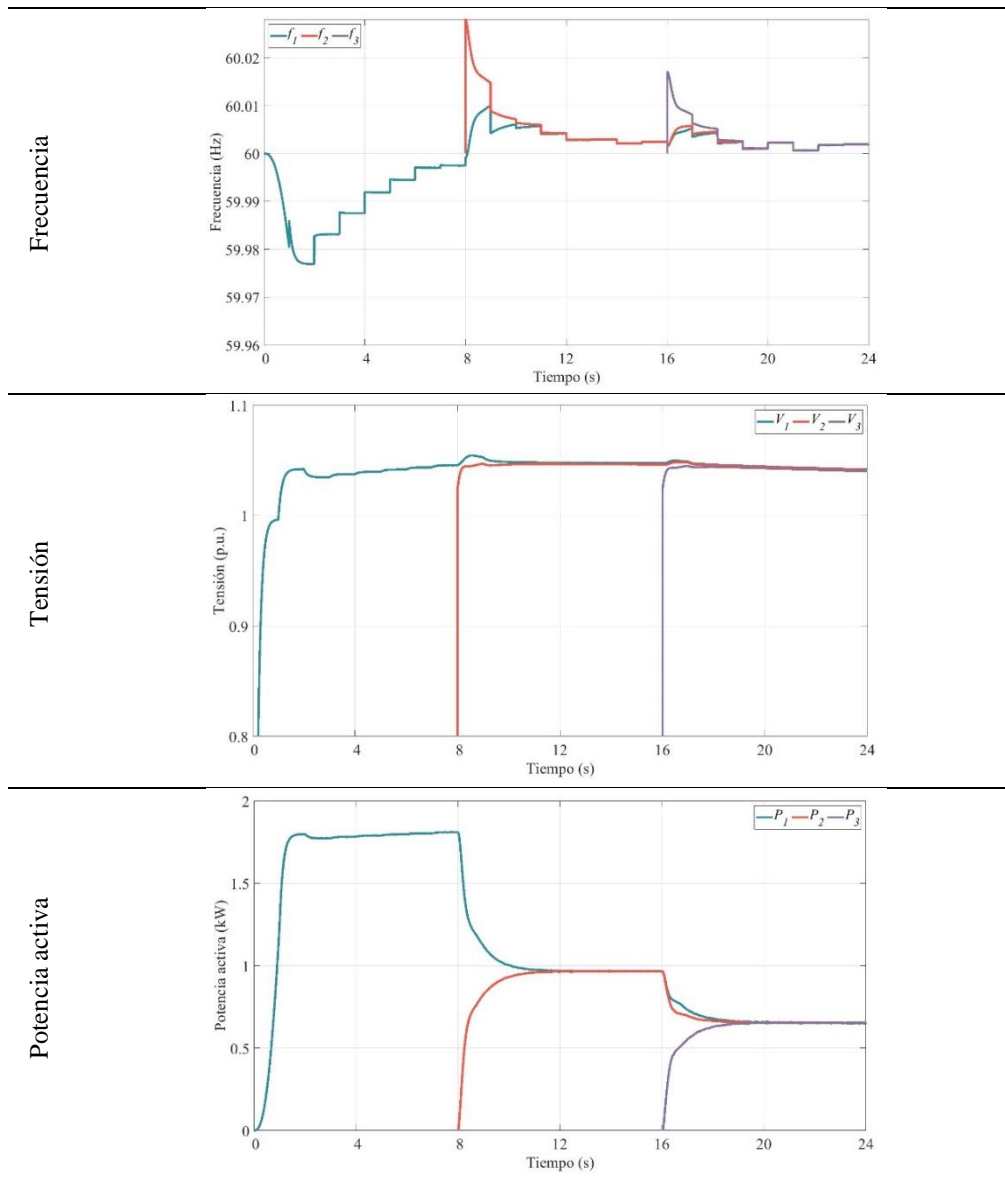 Frecuencia
f1 f2 f3
Frecuencia (Hz)
60.02
60.01
60
59.99
59.98
59.97
59.96
0 4 8 12 16 20 24
Tiempo (s)
Tensión
V1 V2 V3
Tensión (p.u.)
1.1
1
0.9
0.8
0 4 8 12 16 20 24
Tiempo (s)
Potencia activa
P1 P2 P3
Potencia activa (kW)
2
1.5
1
0.5
0
0 4 8 12 16 20 24
Tiempo (s)